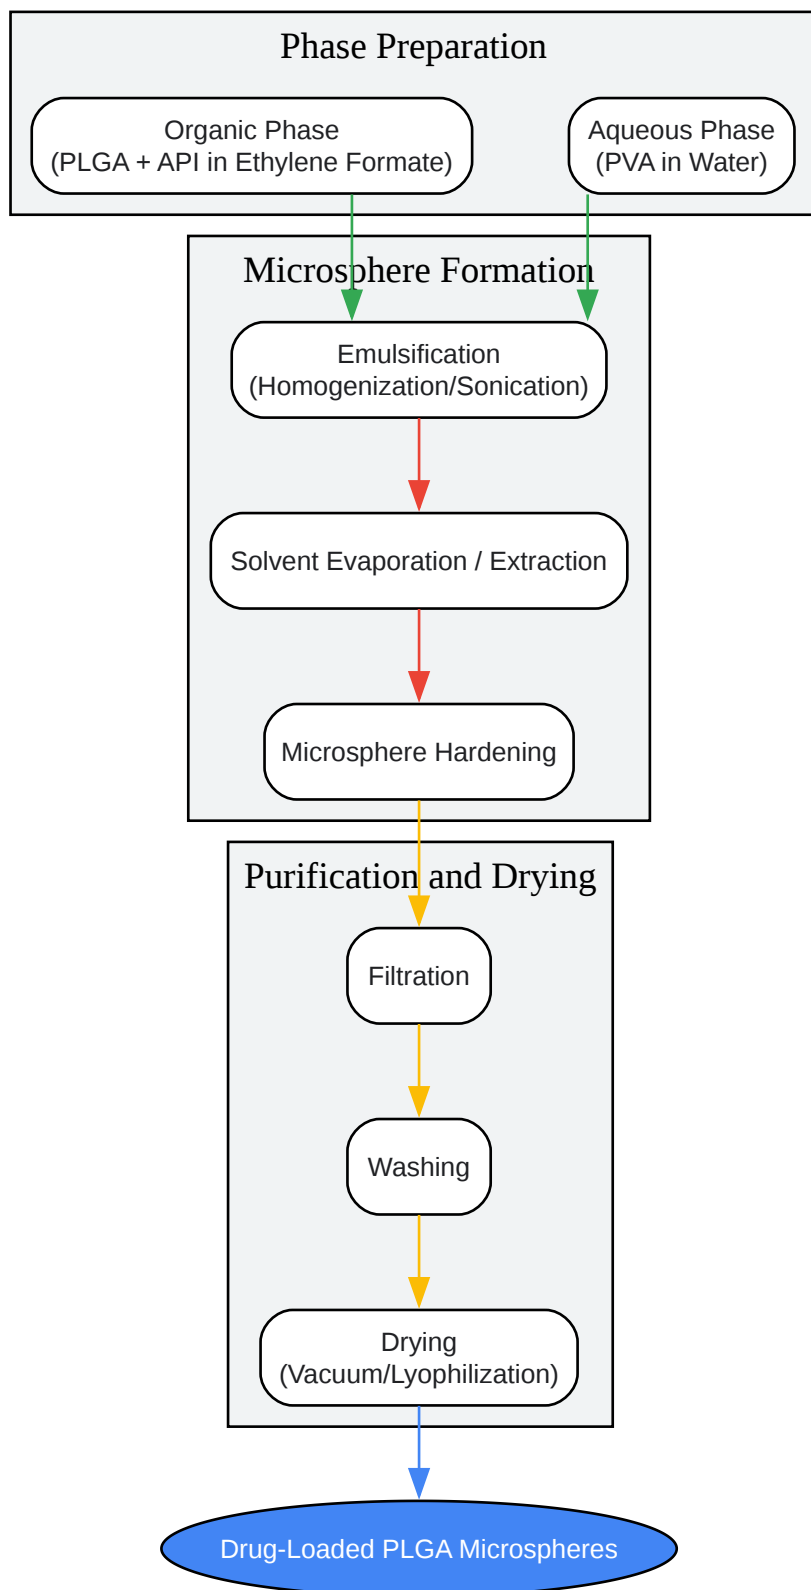 Phase Preparation
Organic Phase
(PLGA + API in Ethylene Formate)
Aqueous Phase
(PVA in Water)
Microsphere Formation
Emulsification
(Homogenization/Sonication)
Solvent Evaporation / Extraction
Microsphere Hardening
Purification and Drying
Filtration
Washing
Drying
(Vacuum/Lyophilization)
Drug-Loaded PLGA Microspheres